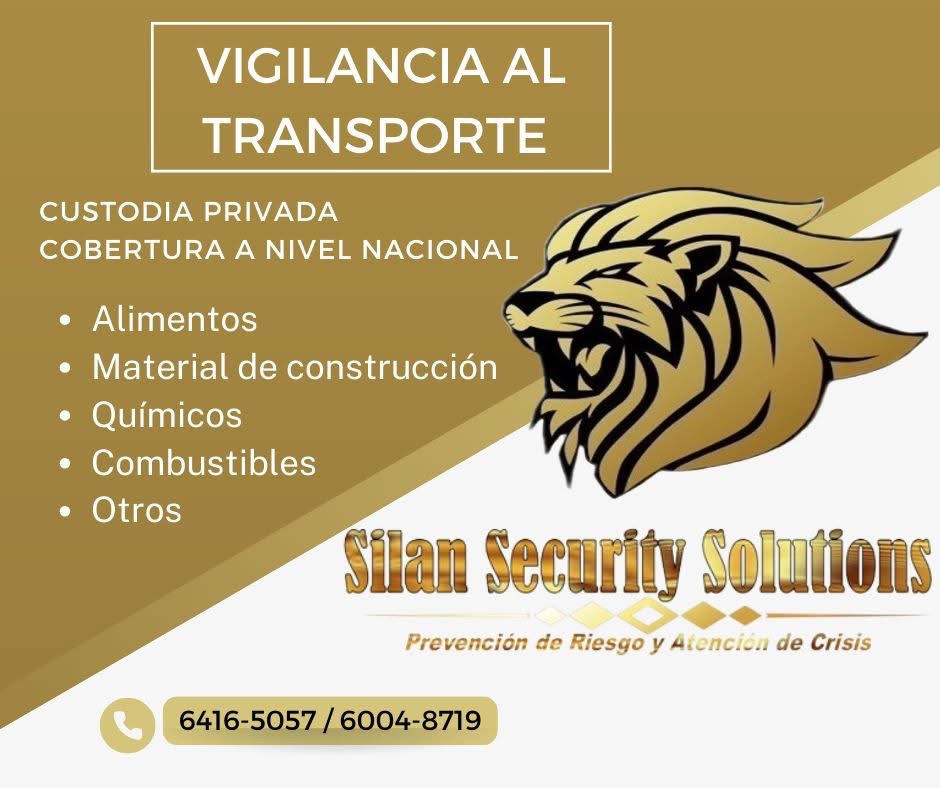 VIGILANCIA AL
TRANSPORTE
CUSTODIA PRIVADA
COBERTURA A NIVEL NACIONAL
• Alimentos
• Material de construcción
• Químicos
• Combustibles
• Otros
Silan Security Solutions
Prevención de Riesgo y Atención de Crisis
6416-5057 / 6004-8719